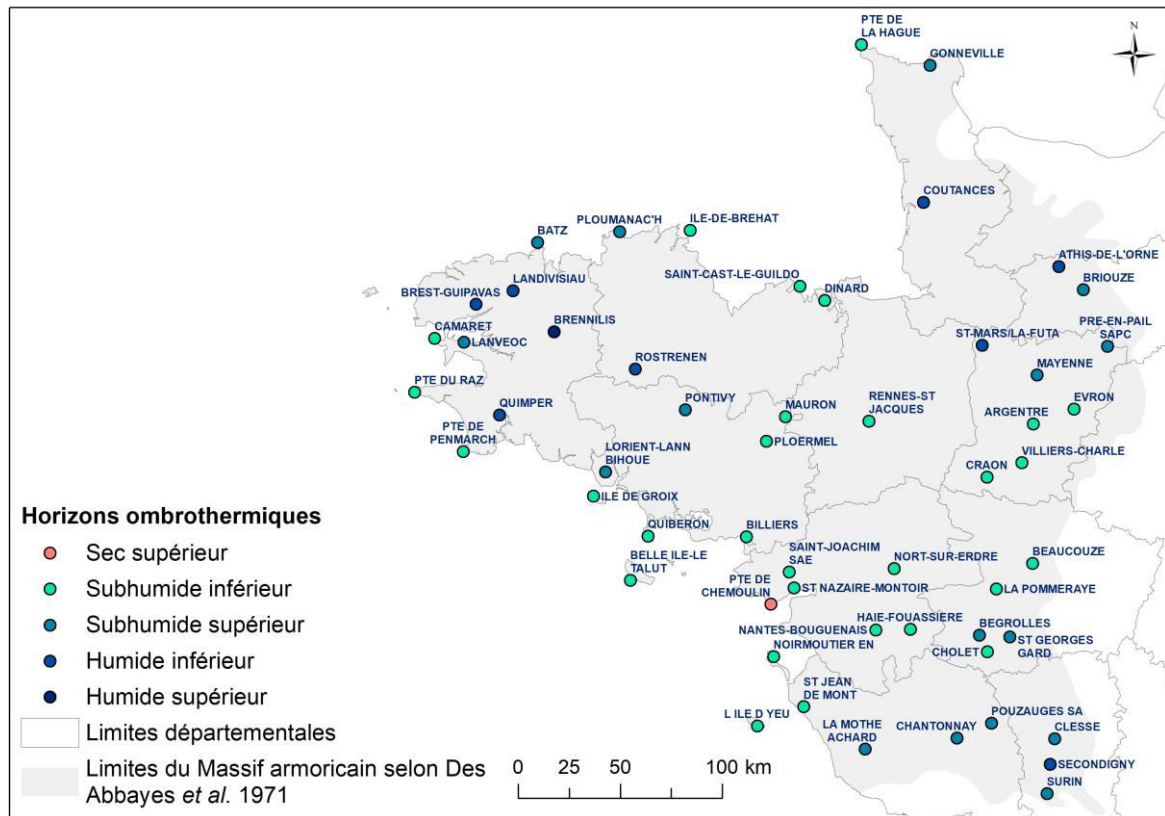 PTE DE
LA HAGUE
N
GONNEVILLE
COUTANCES
PLOUMANAC'H
ILE-DE-BREHAT
BATZ
ATHIS-DE-L'ORNE
SAINT-CAST-LE-GUILDO
LANDIVISIAU
BRIOUZE
DINARD
BREST-GUIPAVAS
BRENNILIS
CAMARET
LANVEOC
ST-MARS/LA-FUTA
PRE-EN-PAIL
SAPC
ROSTRENEN
MAYENNE
PTE DU RAZ
QUIMPER
PONTIVY
MAURON
RENNES-ST
JACQUES
EVRON
ARGENTRE
PTE DE
PENMARCH
PLOERMEL
LORIENT-LANN
BIHOUE
VILLIERS-CHARLE
CRAON
ILE DE GROIX
QUIBERON
BILLIERS
SAINT-JOACHIM
SAE
NORT-SUR-ERDRE
BEAUCOUZE
BELLE ILE-LE
TALUT
PTE DE
CHEMOULIN
ST NAZAIRE-MONTOIR
LA POMMERAYE
HAIE-FOUASSIERE
NANTES-BOUGUENAIS
BEGROLLES
ST GEORGES
GARD
NOIRMOUTIER EN
CHOLET
ST JEAN
DE MONT
L ILE D YEU
LA MOTHE
ACHARD
CHANTONNAY
POUZAUGES SA
CLESSE
SECONDIGNY
SURIN
Horizons ombrothermiques
Sec supérieur
Subhumide inférieur
Subhumide supérieur
Humide inférieur
Humide supérieur
Limites départementales
Limites du Massif armoricain selon Des
Abbayes et al. 1971
0 25 50 100 km